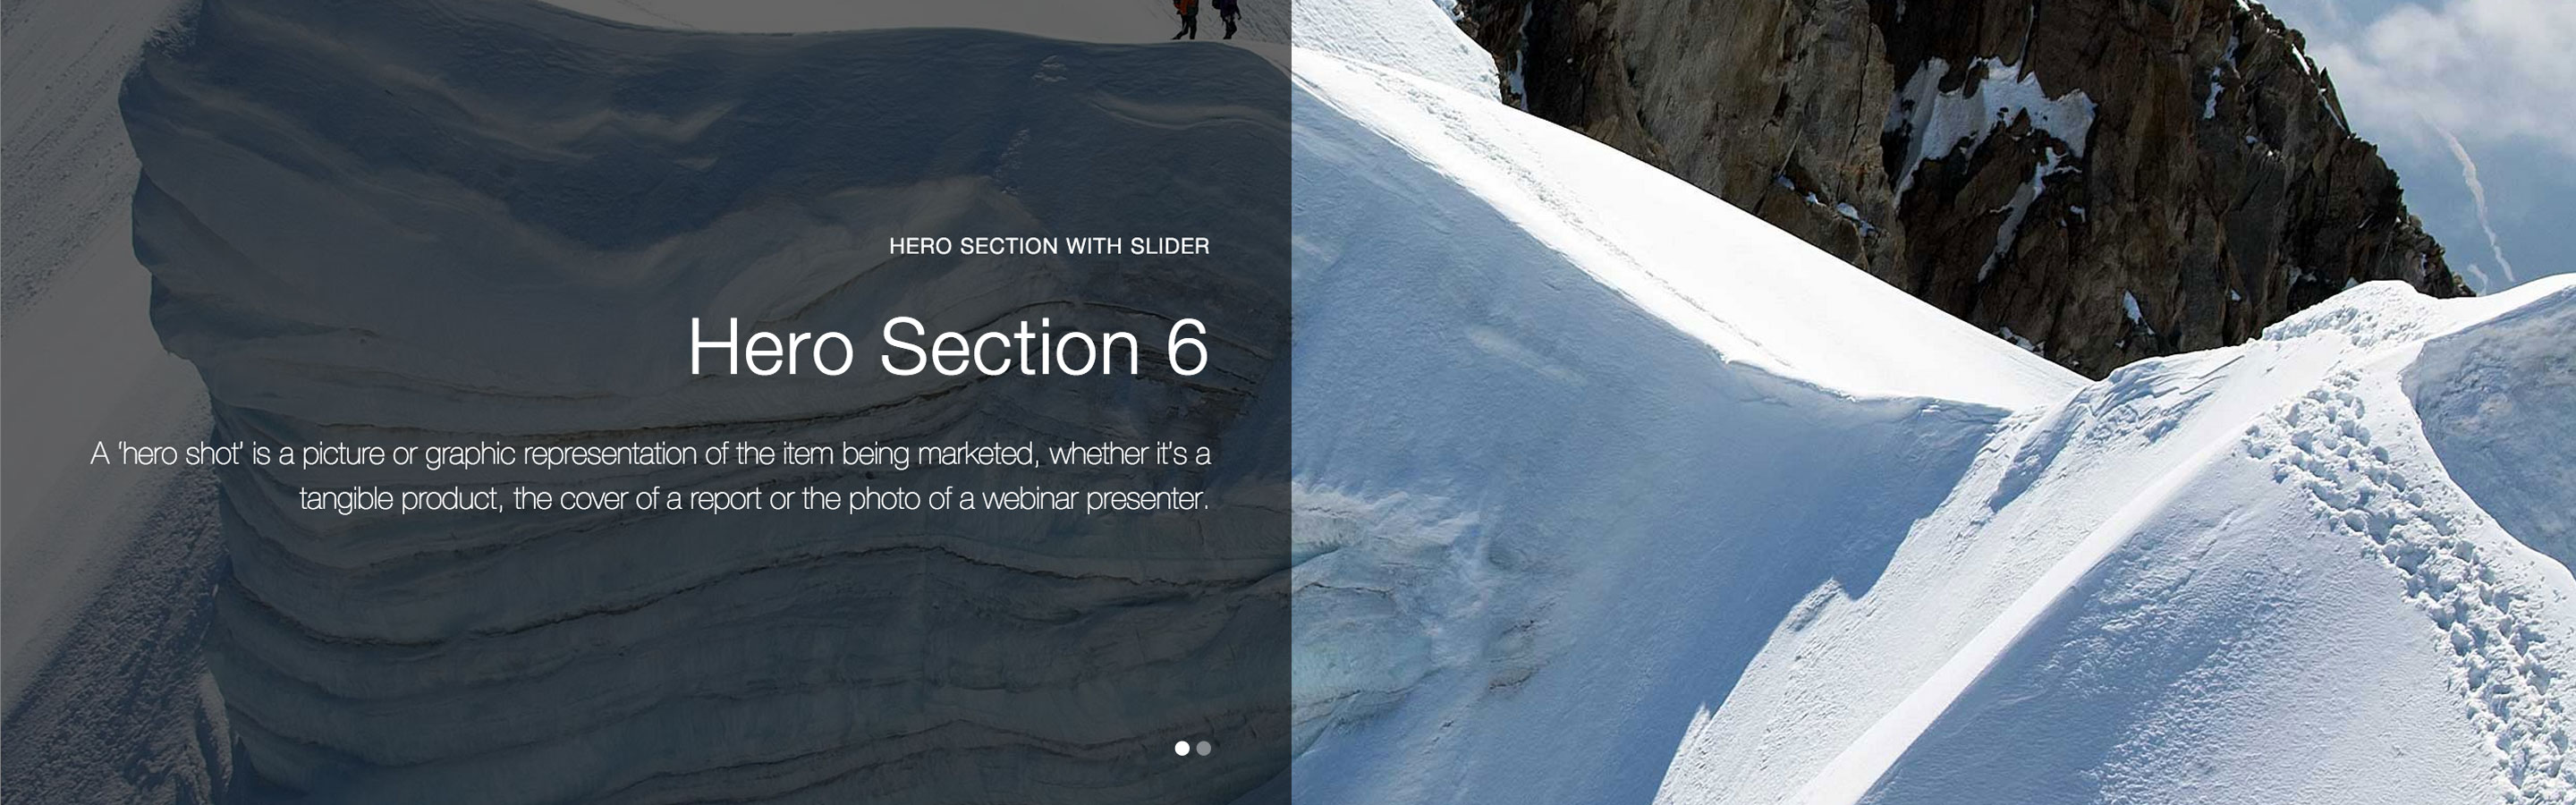 HERO SECTION WITH SLIDER
Hero Section 6
A 'hero shot' is a picture or graphic representation of the item being marketed, whether it's a
tangible product, the cover of a report or the photo of a webinar presenter.